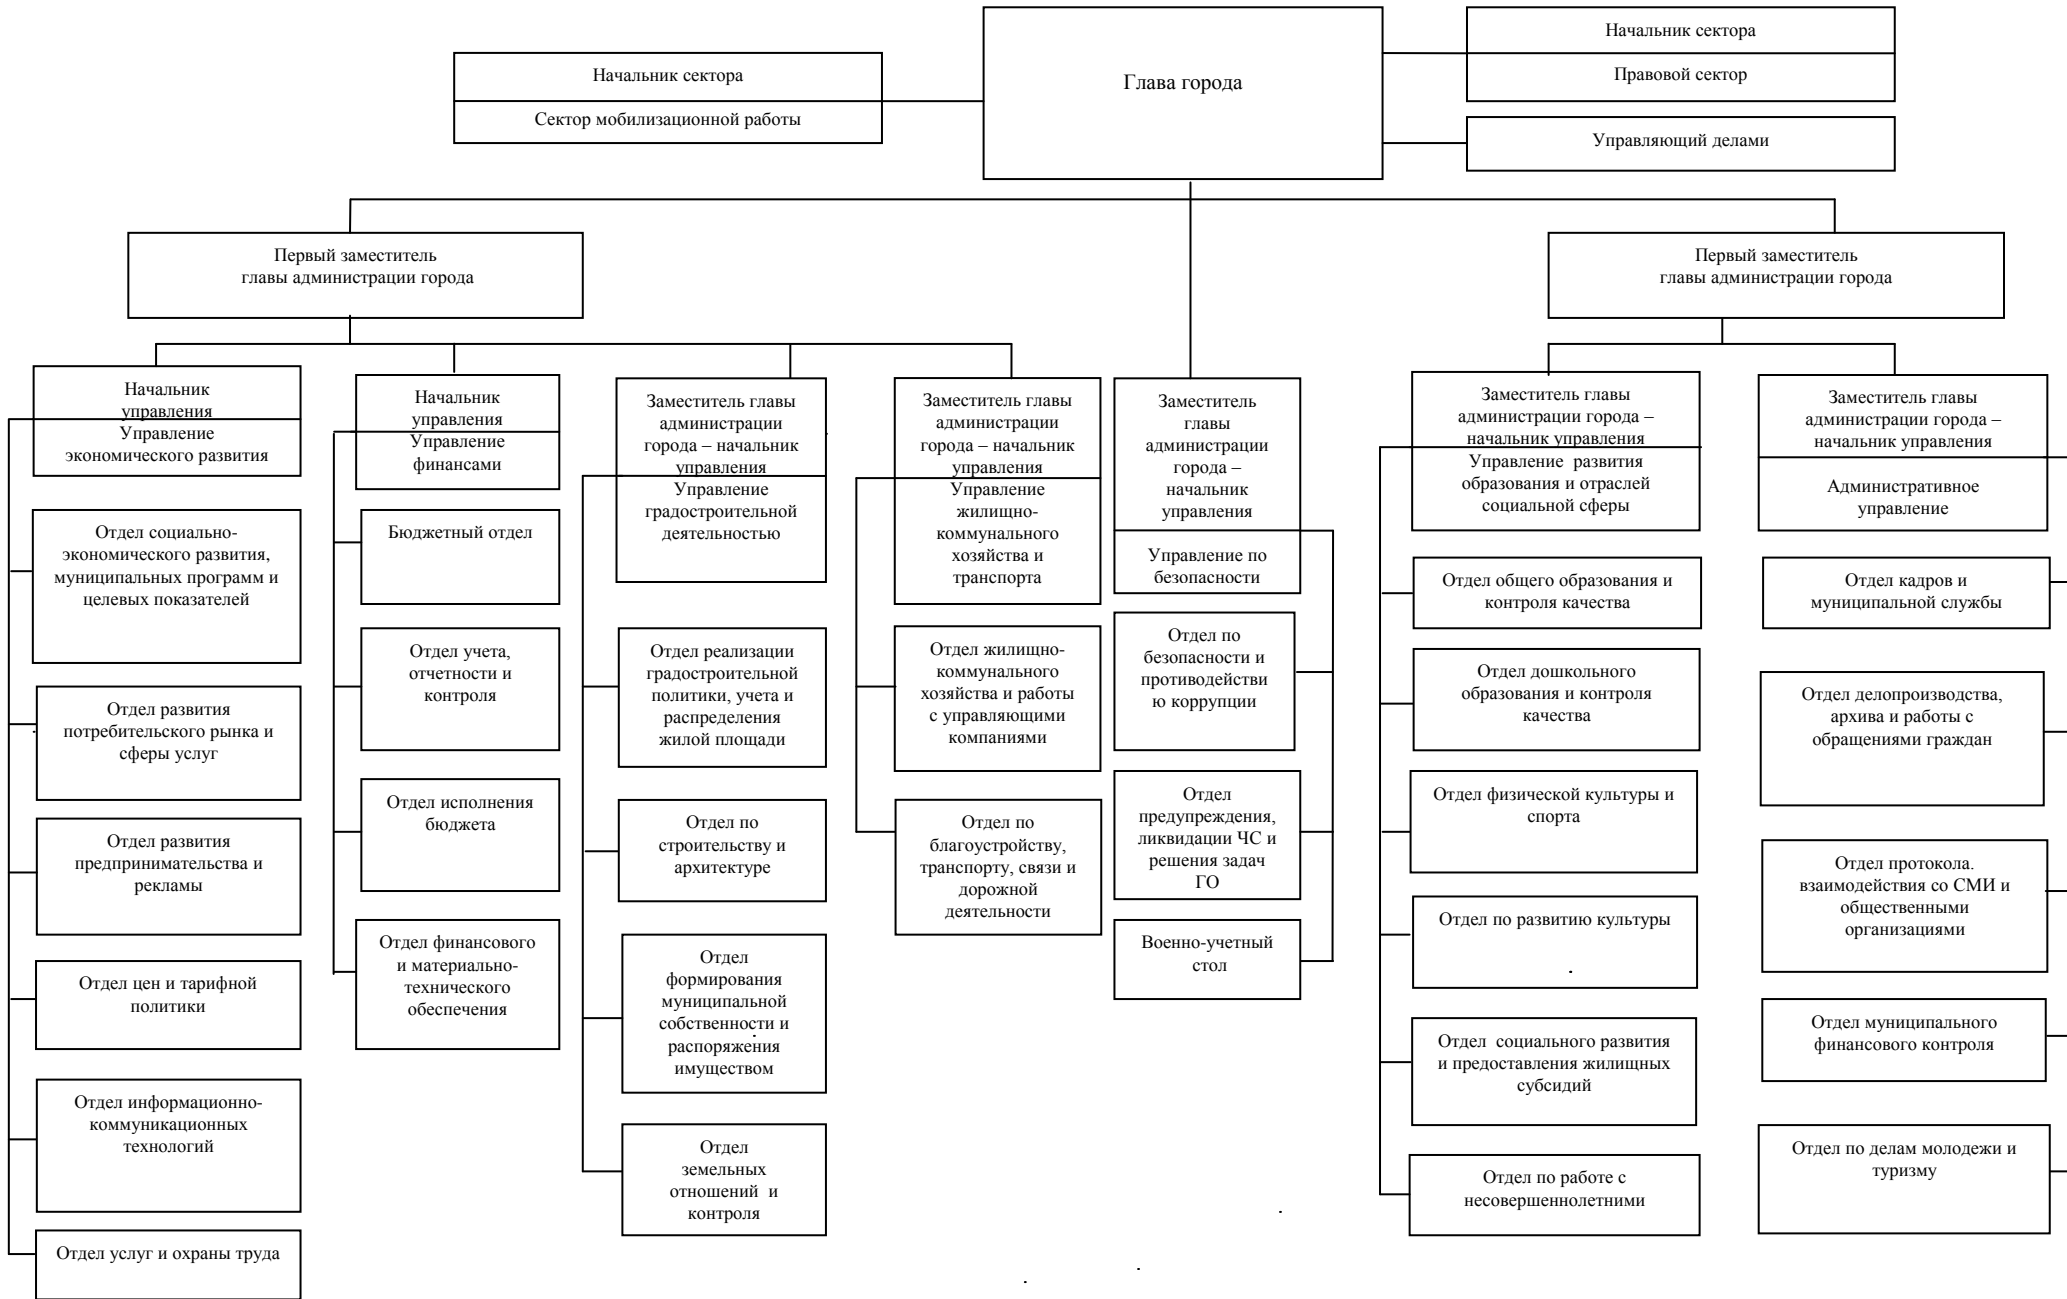 Начальник сектора
Сектор мобилизационной работы
Глава города
Начальник сектора
Правовой сектор
Управляющий делами
Первый заместитель
главы администрации города
Первый заместитель
главы администрации города
Начальник
управления
Управление
экономического развития
Отдел социально-
экономического развития,
муниципальных программ и
целевых показателей
Отдел развития
потребительского рынка и
сферы услуг
Отдел развития
предпринимательства и
рекламы
Отдел цен и тарифной
политики
Отдел информационно-
коммуникационных
технологий
Отдел услуг и охраны труда
Начальник
управления
Управление
финансами
Бюджетный отдел
Отдел учета,
отчетности и
контроля
Отдел исполнения
бюджета
Отдел финансового
и материально-
технического
обеспечения
Заместитель главы
администрации
города – начальник
управления
Управление
градостроительной
деятельностью
Отдел реализации
градостроительной
политики, учета и
распределения
жилой площади
Отдел по
строительству и
архитектуре
Отдел
формирования
муниципальной
собственности и
распоряжения
имуществом
Отдел
земельных
отношений и
контроля
Заместитель главы
администрации
города – начальник
управления
Управление
жилищно-
коммунального
хозяйства и
транспорта
Отдел жилищно-
коммунального
хозяйства и работы
с управляющими
компаниями
Отдел по
благоустройству,
транспорту, связи и
дорожной
деятельности
Заместитель
главы
администрации
города –
начальник
управления
Управление по
безопасности
Отдел по
безопасности и
противодействи
ю коррупции
Отдел
предупреждения,
ликвидации ЧС и
решения задач
ГО
Военно-учетный
стол
Заместитель главы
администрации города –
начальник управления
Управление развития
образования и отраслей
социальной сферы
Отдел общего образования и
контроля качества
Отдел дошкольного
образования и контроля
качества
Отдел физической культуры и
спорта
Отдел по развитию культуры
Отдел социального развития
и предоставления жилищных
субсидий
Отдел по работе с
несовершеннолетними
Заместитель главы
администрации города –
начальник управления
Административное
управление
Отдел кадров и
муниципальной службы
Отдел делопроизводства,
архива и работы с
обращениями граждан
Отдел протокола.
взаимодействия со СМИ и
общественными
организациями
Отдел муниципального
финансового контроля
Отдел по делам молодежи и
туризму